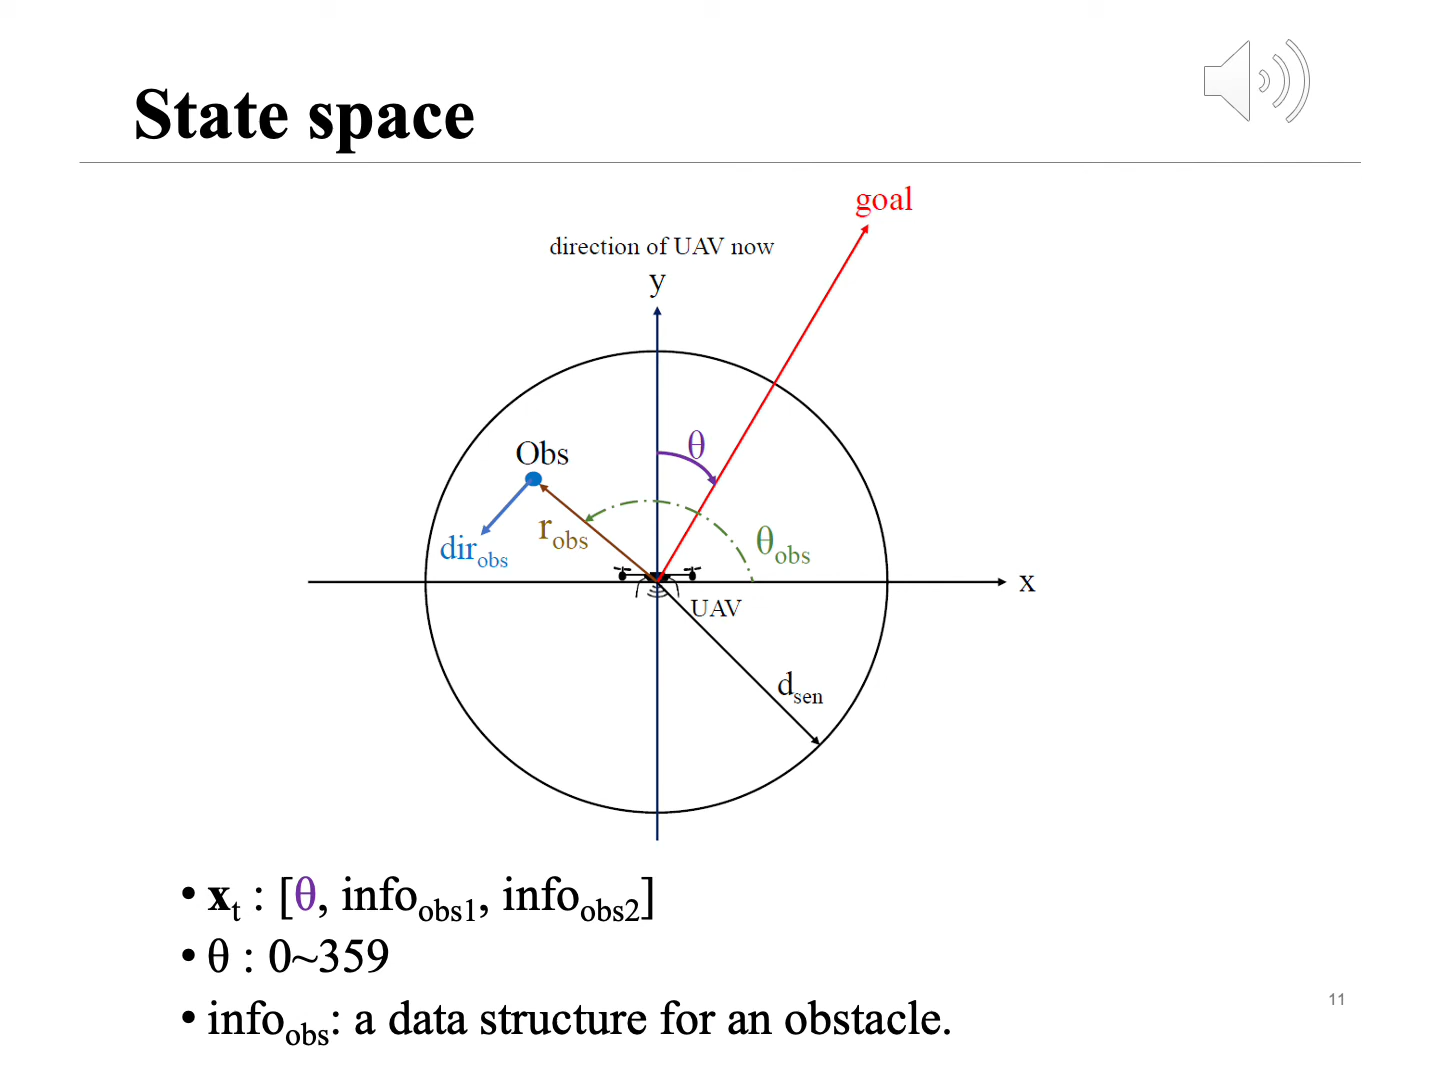 State space
goal
direction of UAV now
y
θ
Obs
r_obs
θ_obs
dir_obs
x
UAV
d_sen
• x_t : [θ, info_obs1, info_obs2]
• θ : 0~359
• info_obs: a data structure for an obstacle.
11